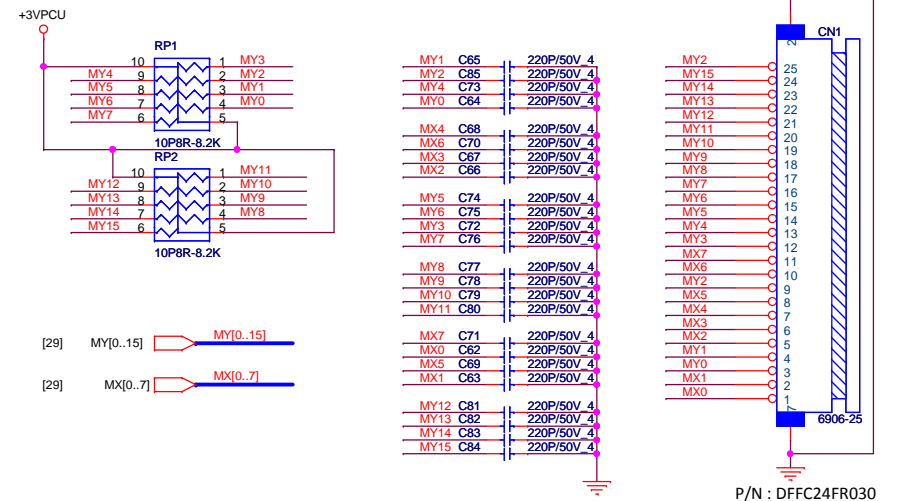 +3VPCU
RP1
10 1 MY3
MY4 9 2 MY2
MY5 8 3 MY1
MY6 7 4 MY0
MY7 6 5
10P8R-8.2K
RP2
10 1 MY11
MY12 9 2 MY10
MY13 8 3 MY9
MY14 7 4 MY8
MY15 6 5
10P8R-8.2K
[29] MY[0..15] MY[0..15]
[29] MX[0..7] MX[0..7]
MY1 C65 220P/50V_4
MY2 C85 220P/50V_4
MY4 C73 220P/50V_4
MY0 C64 220P/50V_4
MX4 C68 220P/50V_4
MX6 C70 220P/50V_4
MX3 C67 220P/50V_4
MX2 C66 220P/50V_4
MY5 C74 220P/50V_4
MY6 C75 220P/50V_4
MY3 C72 220P/50V_4
MY7 C76 220P/50V_4
MY8 C77 220P/50V_4
MY9 C78 220P/50V_4
MY10 C79 220P/50V_4
MY11 C80 220P/50V_4
MX7 C71 220P/50V_4
MX0 C62 220P/50V_4
MX5 C69 220P/50V_4
MX1 C63 220P/50V_4
MY12 C81 220P/50V_4
MY13 C82 220P/50V_4
MY14 C83 220P/50V_4
MY15 C84 220P/50V_4
CN1
MY2 25
MY15 24
MY14 23
MY13 22
MY12 21
MY11 20
MY10 19
MY9 18
MY8 17
MY7 16
MY6 15
MY5 14
MY4 13
MY3 12
MX7 11
MX6 10
MY2 9
MX5 8
MX4 7
MX3 6
MX2 5
MY1 4
MY0 3
MX1 2
MX0 1
6906-25
P/N : DFFC24FR030